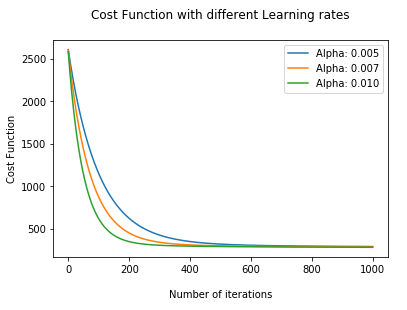 Cost Function with different Learning rates
Alpha: 0.005
Alpha: 0.007
Alpha: 0.010
Cost Function
2500
2000
1500
1000
500
0 200 400 600 800 1000
Number of iterations